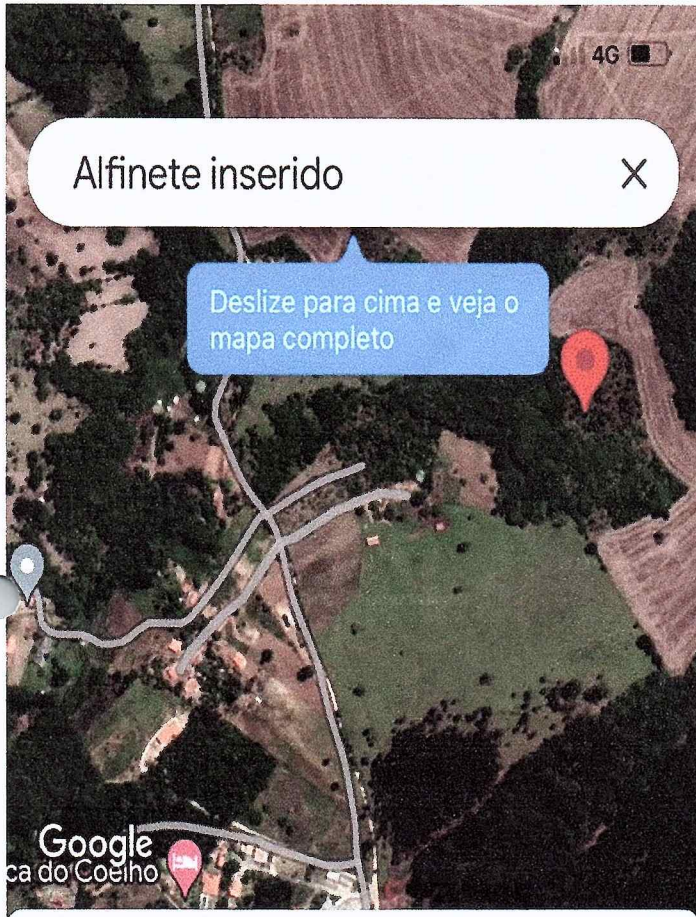 4G
Alfinete inserido
Deslize para cima e veja o
mapa completo
Google
ca do Coelho